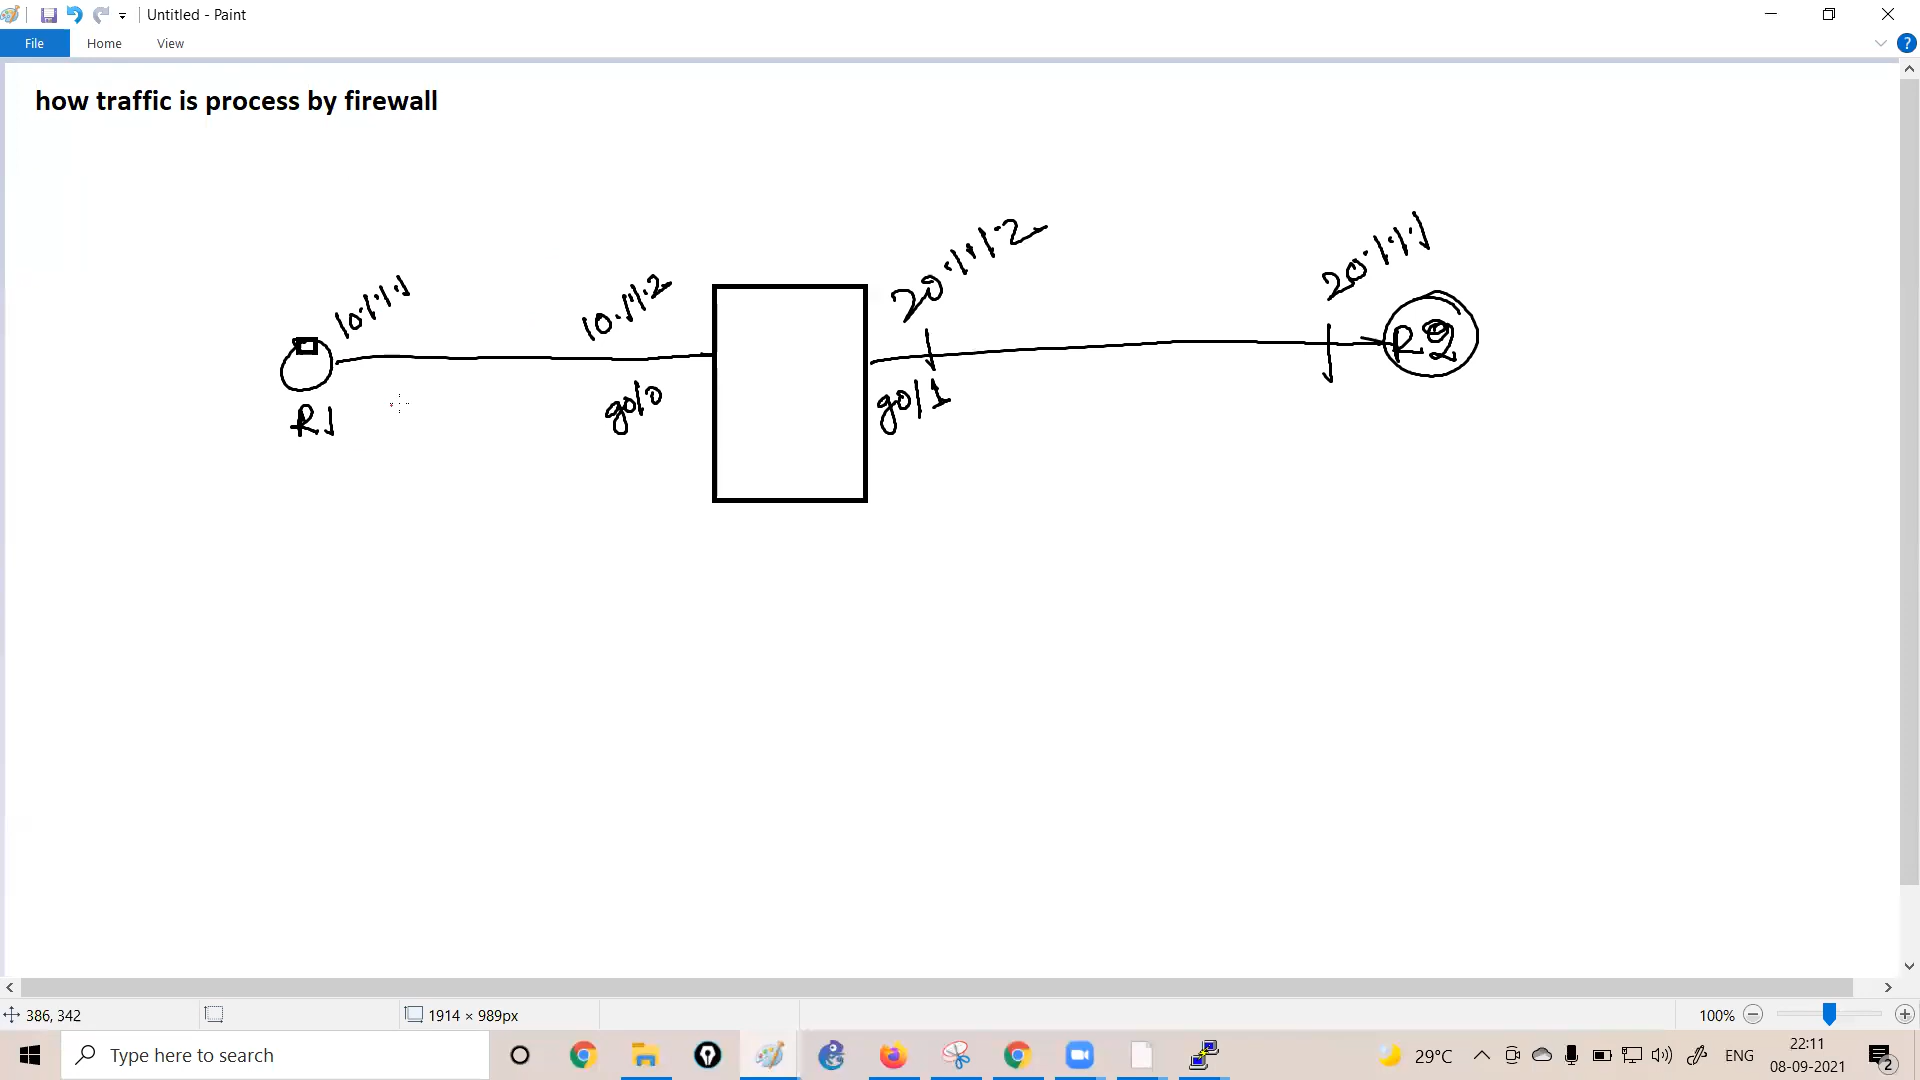 Untitled - Paint
File Home View
how traffic is process by firewall
10.1.1.1
10.1.1.2
20.1.1.2
20.1.1.1
R1
g0/0
g0/1
R2
386, 342
1914 × 989px
100%
Type here to search
29°C
ENG
22:11
08-09-2021
2